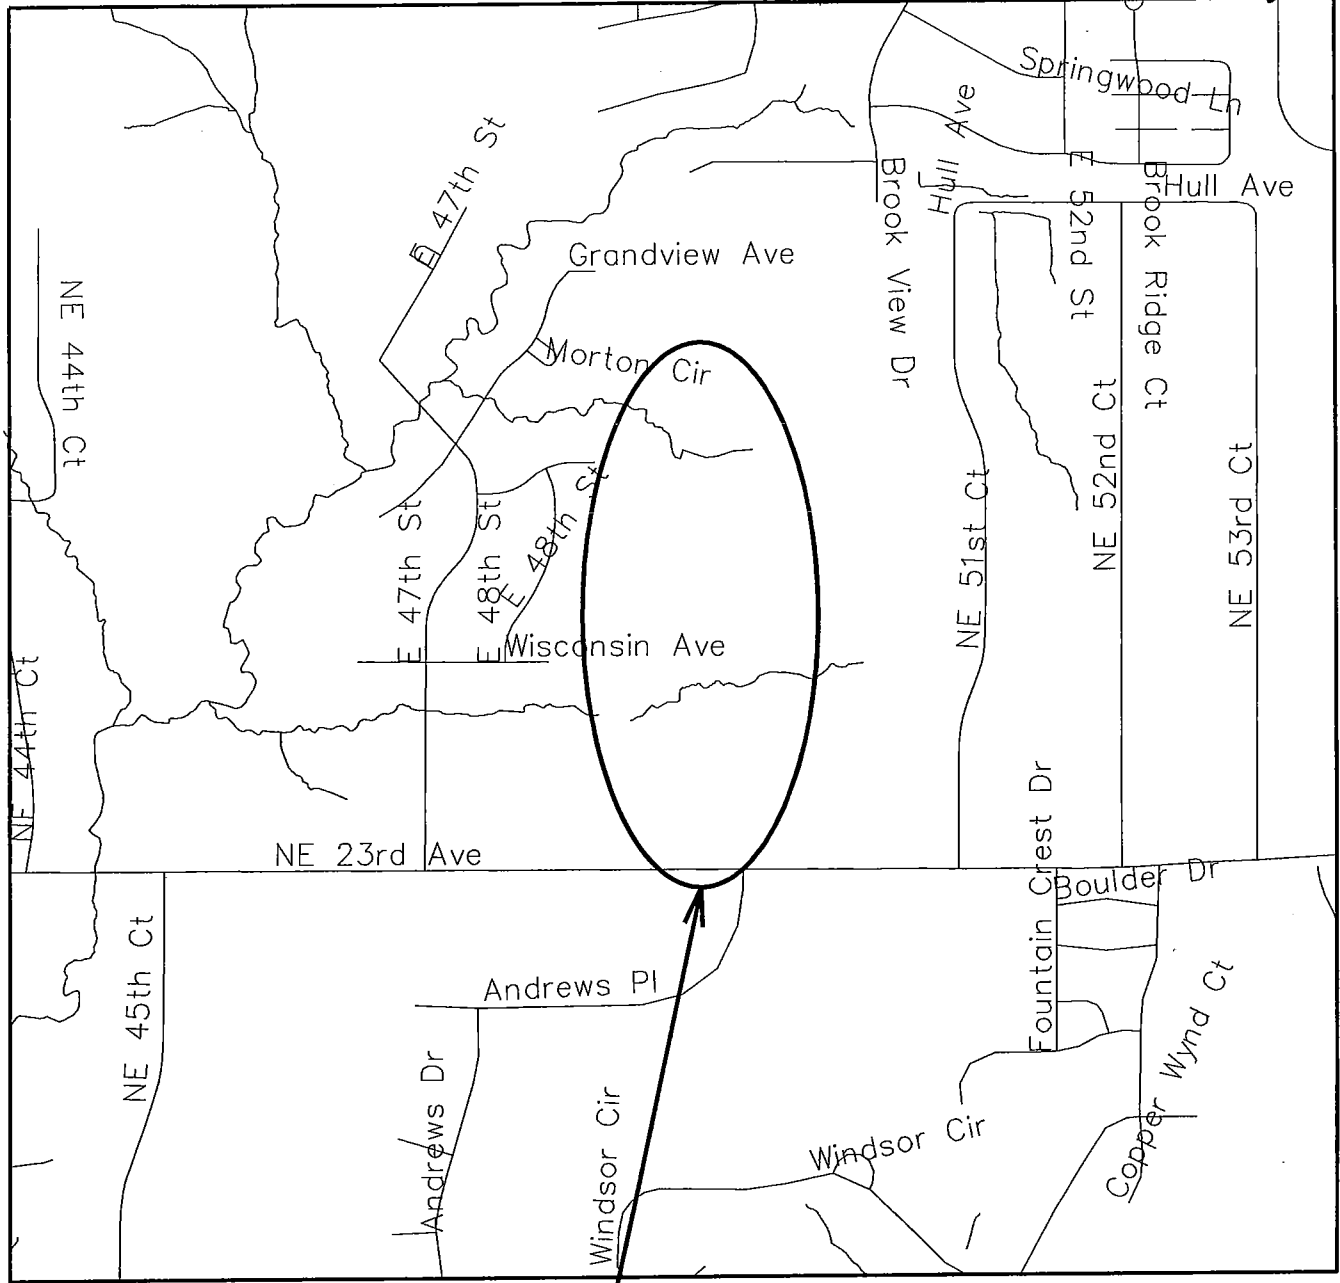 Springwood Ln
Hull Ave
E 47th St
Hull Ave
Grandview Ave
Brook View Dr
E 52nd St
Brook Ridge Ct
NE 44th Ct
Morton Cir
E 47th St
E 48th St
E 48th St
NE 51st Ct
NE 52nd Ct
NE 53rd Ct
Wisconsin Ave
NE 44th Ct
NE 23rd Ave
Fountain Crest Dr
Boulder Dr
NE 45th Ct
Andrews Pl
Copper Wynd Ct
Andrews Dr
Windsor Cir
Windsor Cir